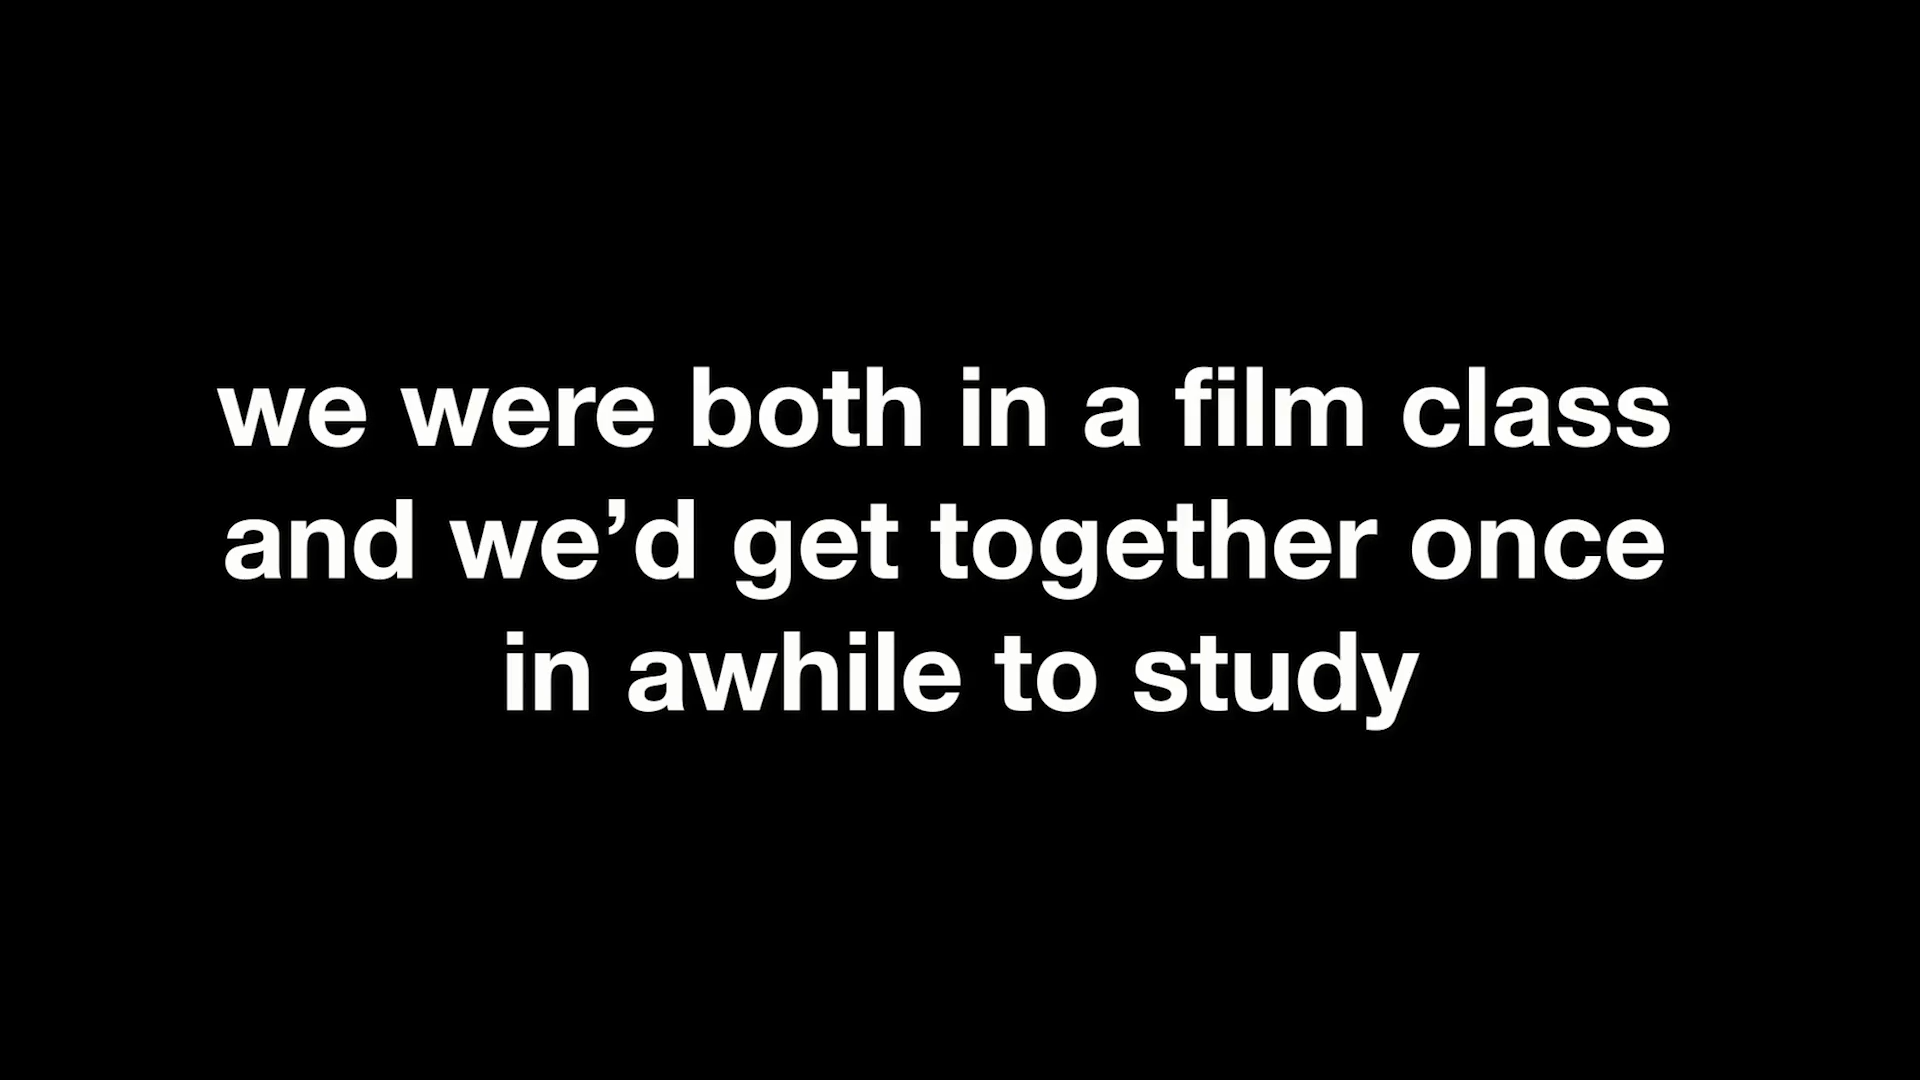 we were both in a film class
and we’d get together once
in awhile to study